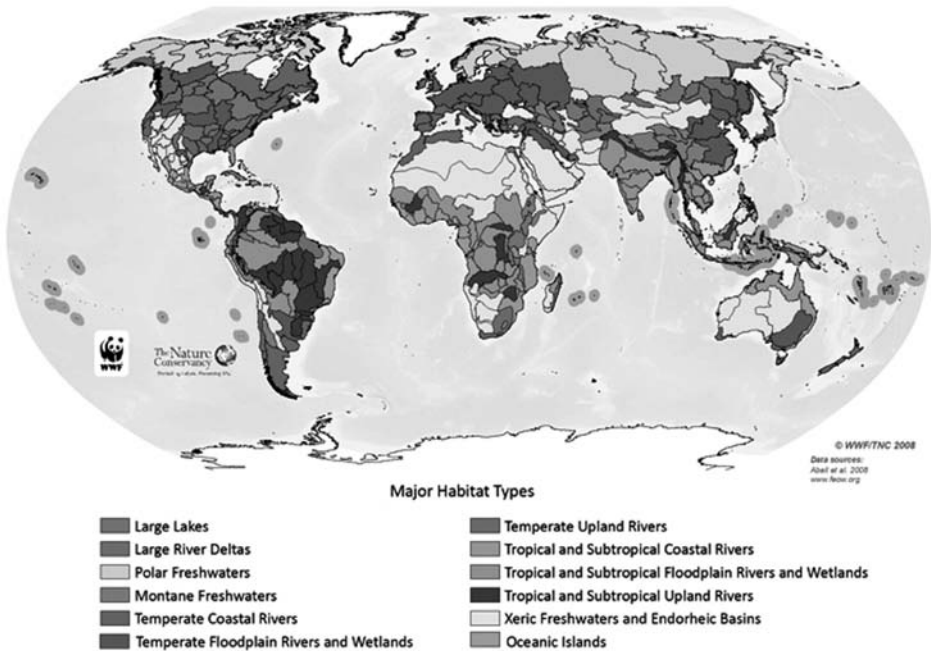 WWF
The Nature
Conservancy
© WWF/TNC 2008
Data sources:
Abell et al. 2008
www.feow.org
Major Habitat Types
Large Lakes
Large River Deltas
Polar Freshwaters
Montane Freshwaters
Temperate Coastal Rivers
Temperate Floodplain Rivers and Wetlands
Temperate Upland Rivers
Tropical and Subtropical Coastal Rivers
Tropical and Subtropical Floodplain Rivers and Wetlands
Tropical and Subtropical Upland Rivers
Xeric Freshwaters and Endorheic Basins
Oceanic Islands